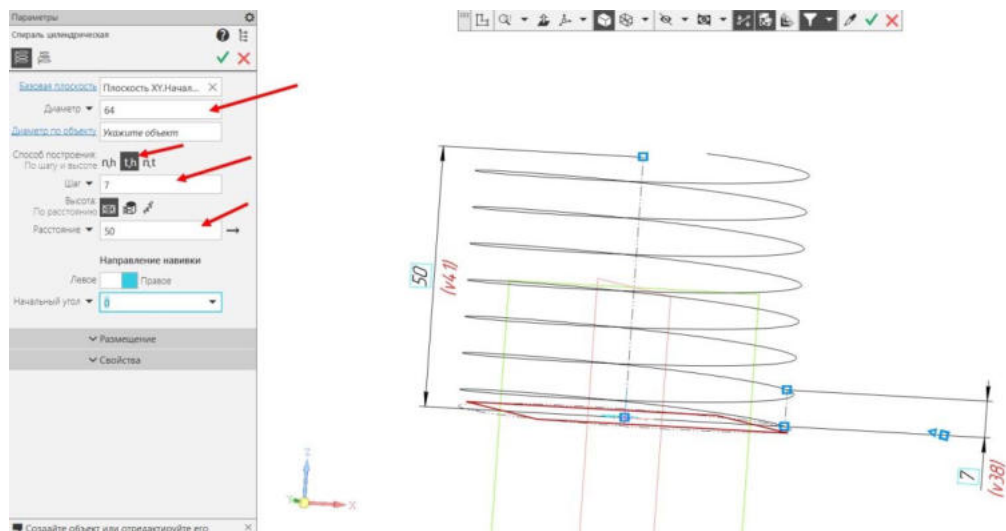 Параметры
Спираль цилиндрическая
Базовая плоскость Плоскость XY.Начал...
Диаметр 64
Диаметр по объекту Укажите объект
Способ построения:
По шагу и высоте n,h t,h n,t
Шаг 7
Высота:
По расстоянию
Расстояние 50
Направление навивки
Левое Правое
Начальный угол 0
Размещение
Свойства
Создайте объект или отредактируйте его
50
(v41)
7
(v38)
X